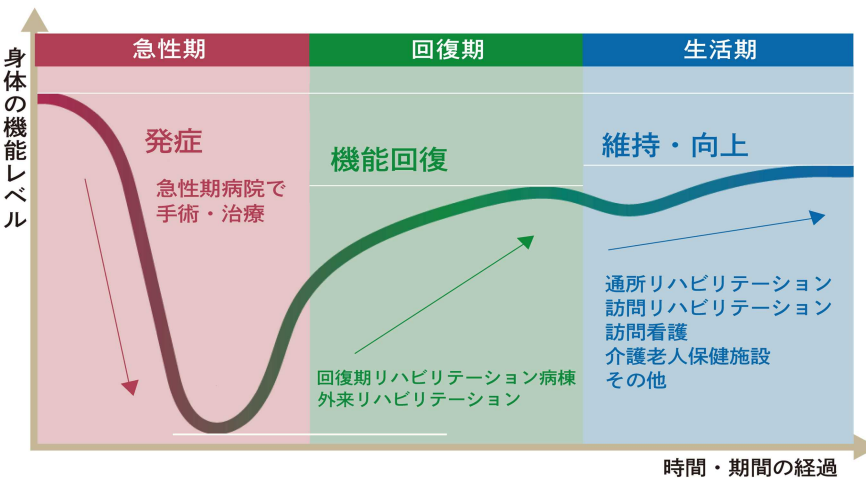 身体の機能レベル
急性期
回復期
生活期
発症
急性期病院で
手術・治療
機能回復
回復期リハビリテーション病棟
外来リハビリテーション
維持・向上
通所リハビリテーション
訪問リハビリテーション
訪問看護
介護老人保健施設
その他
時間・期間の経過